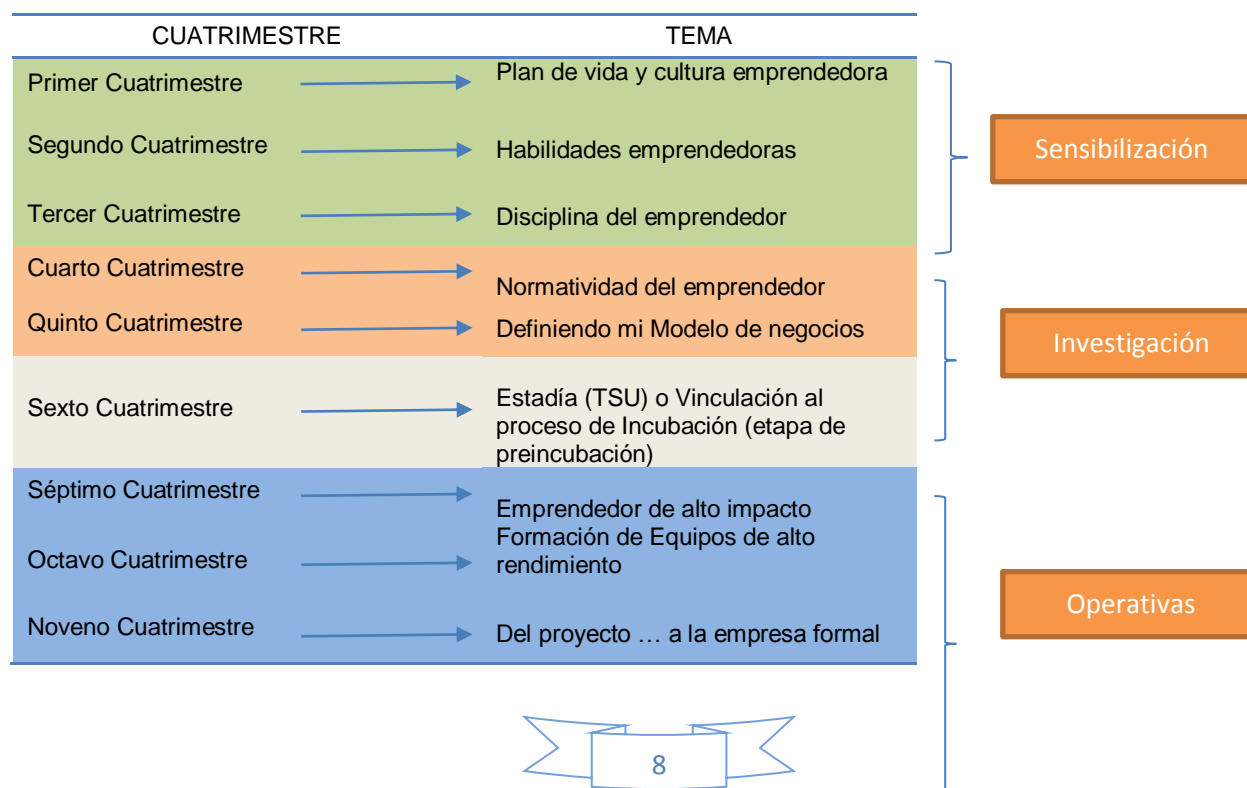 CUATRIMESTRE TEMA
Primer Cuatrimestre Plan de vida y cultura emprendedora
Segundo Cuatrimestre Habilidades emprendedoras
Tercer Cuatrimestre Disciplina del emprendedor
Sensibilización
Cuarto Cuatrimestre Normatividad del emprendedor
Quinto Cuatrimestre Definiendo mi Modelo de negocios
Investigación
Sexto Cuatrimestre Estadía (TSU) o Vinculación al
proceso de Incubación (etapa de
preincubación)
Séptimo Cuatrimestre Emprendedor de alto impacto
Octavo Cuatrimestre Formación de Equipos de alto
rendimiento
Operativas
Noveno Cuatrimestre Del proyecto … a la empresa formal
8